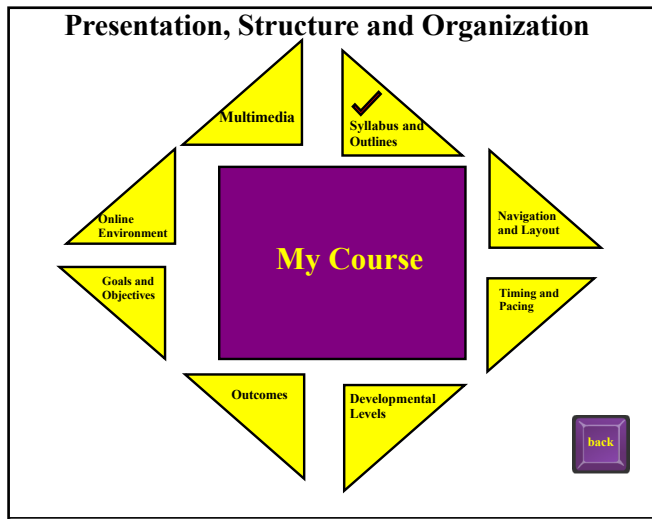 Presentation, Structure and Organization
Multimedia
Syllabus and
Outlines
Online
Environment
Navigation
and Layout
My Course
Goals and
Objectives
Timing and
Pacing
Outcomes
Developmental
Levels
back